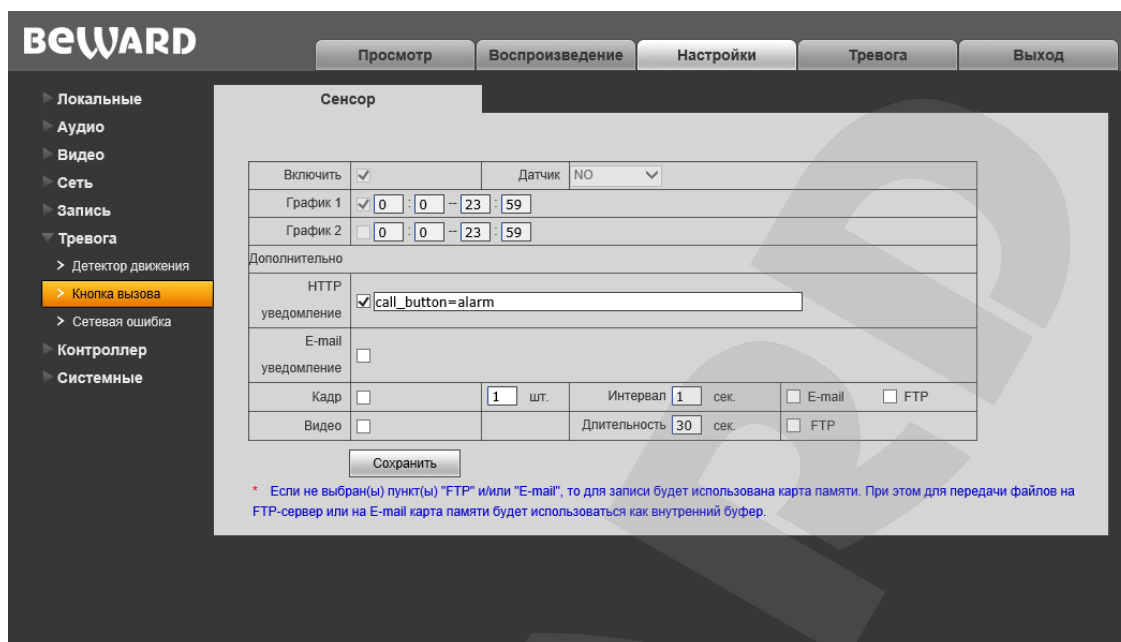 BEWARD
Просмотр Воспроизведение Настройки Тревога Выход
Локальные
Аудио
Видео
Сеть
Запись
Тревога
> Детектор движения
> Кнопка вызова
> Сетевая ошибка
Контроллер
Системные
Сенсор
Включить Датчик NO
График 1 0 : 0 -- 23 : 59
График 2 0 : 0 -- 23 : 59
Дополнительно
HTTP
уведомление call_button=alarm
E-mail
уведомление
Кадр 1 шт. Интервал 1 сек. E-mail FTP
Видео Длительность 30 сек. FTP
Сохранить
* Если не выбран(ы) пункт(ы) "FTP" и/или "E-mail", то для записи будет использована карта памяти. При этом для передачи файлов на
FTP-сервер или на E-mail карта памяти будет использоваться как внутренний буфер.